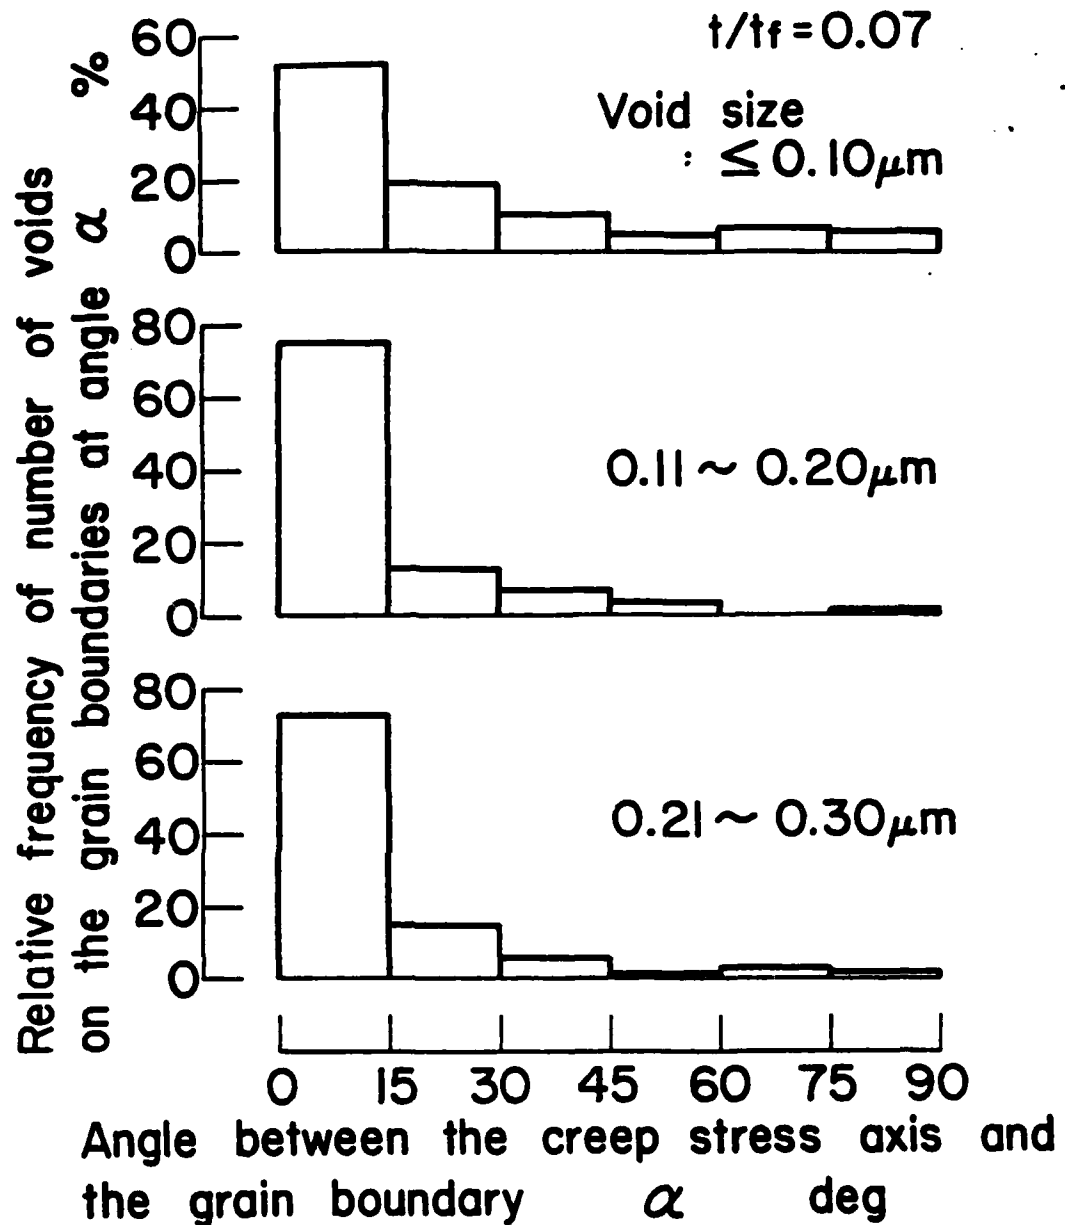 t/tf=0.07
Void size
: ≤0.10μm
60
40
20
0
0.11~0.20μm
80
60
40
20
0
0.21~0.30μm
80
60
40
20
0
0 15 30 45 60 75 90
Angle between the creep stress axis and
the grain boundary α deg
Relative frequency of number of voids
on the grain boundaries at angle α %